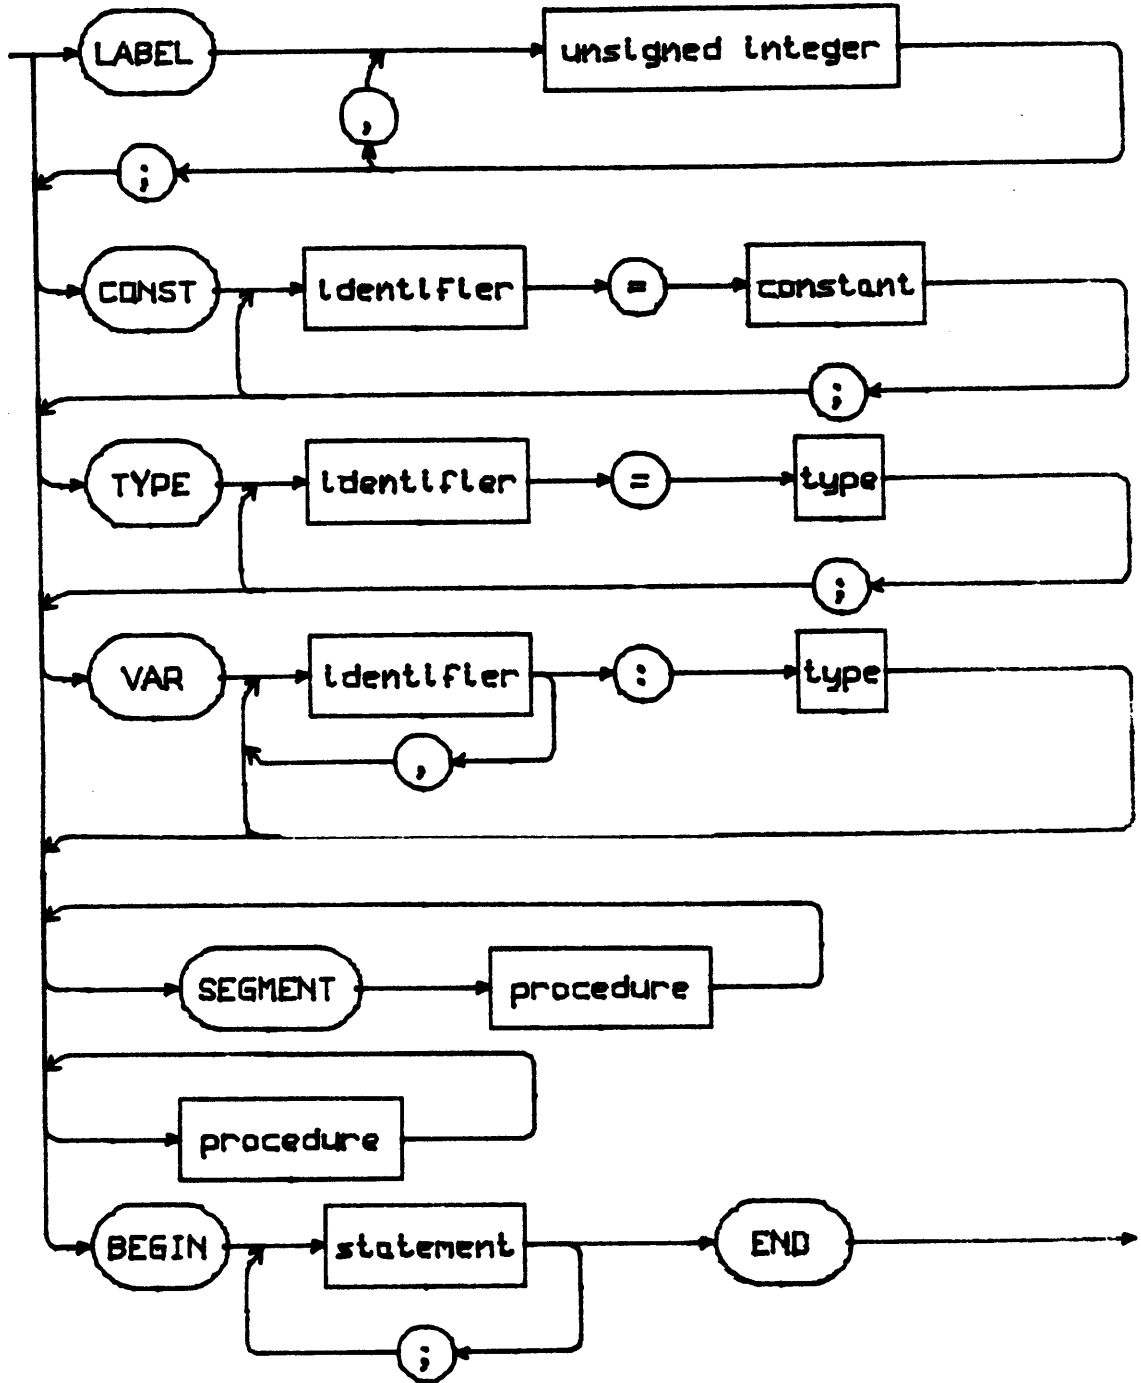 LABEL unsigned integer
,
;
CONST identifier = constant
;
TYPE identifier = type
;
VAR identifier : type
,
SEGMENT procedure
procedure
BEGIN statement END
;